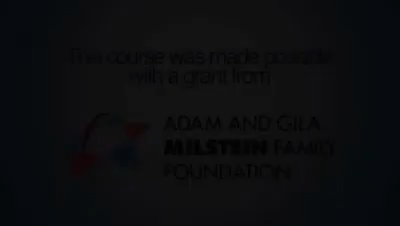 This course was made possible
with a grant from
ADAM AND GILA
MILSTEIN FAMILY
FOUNDATION